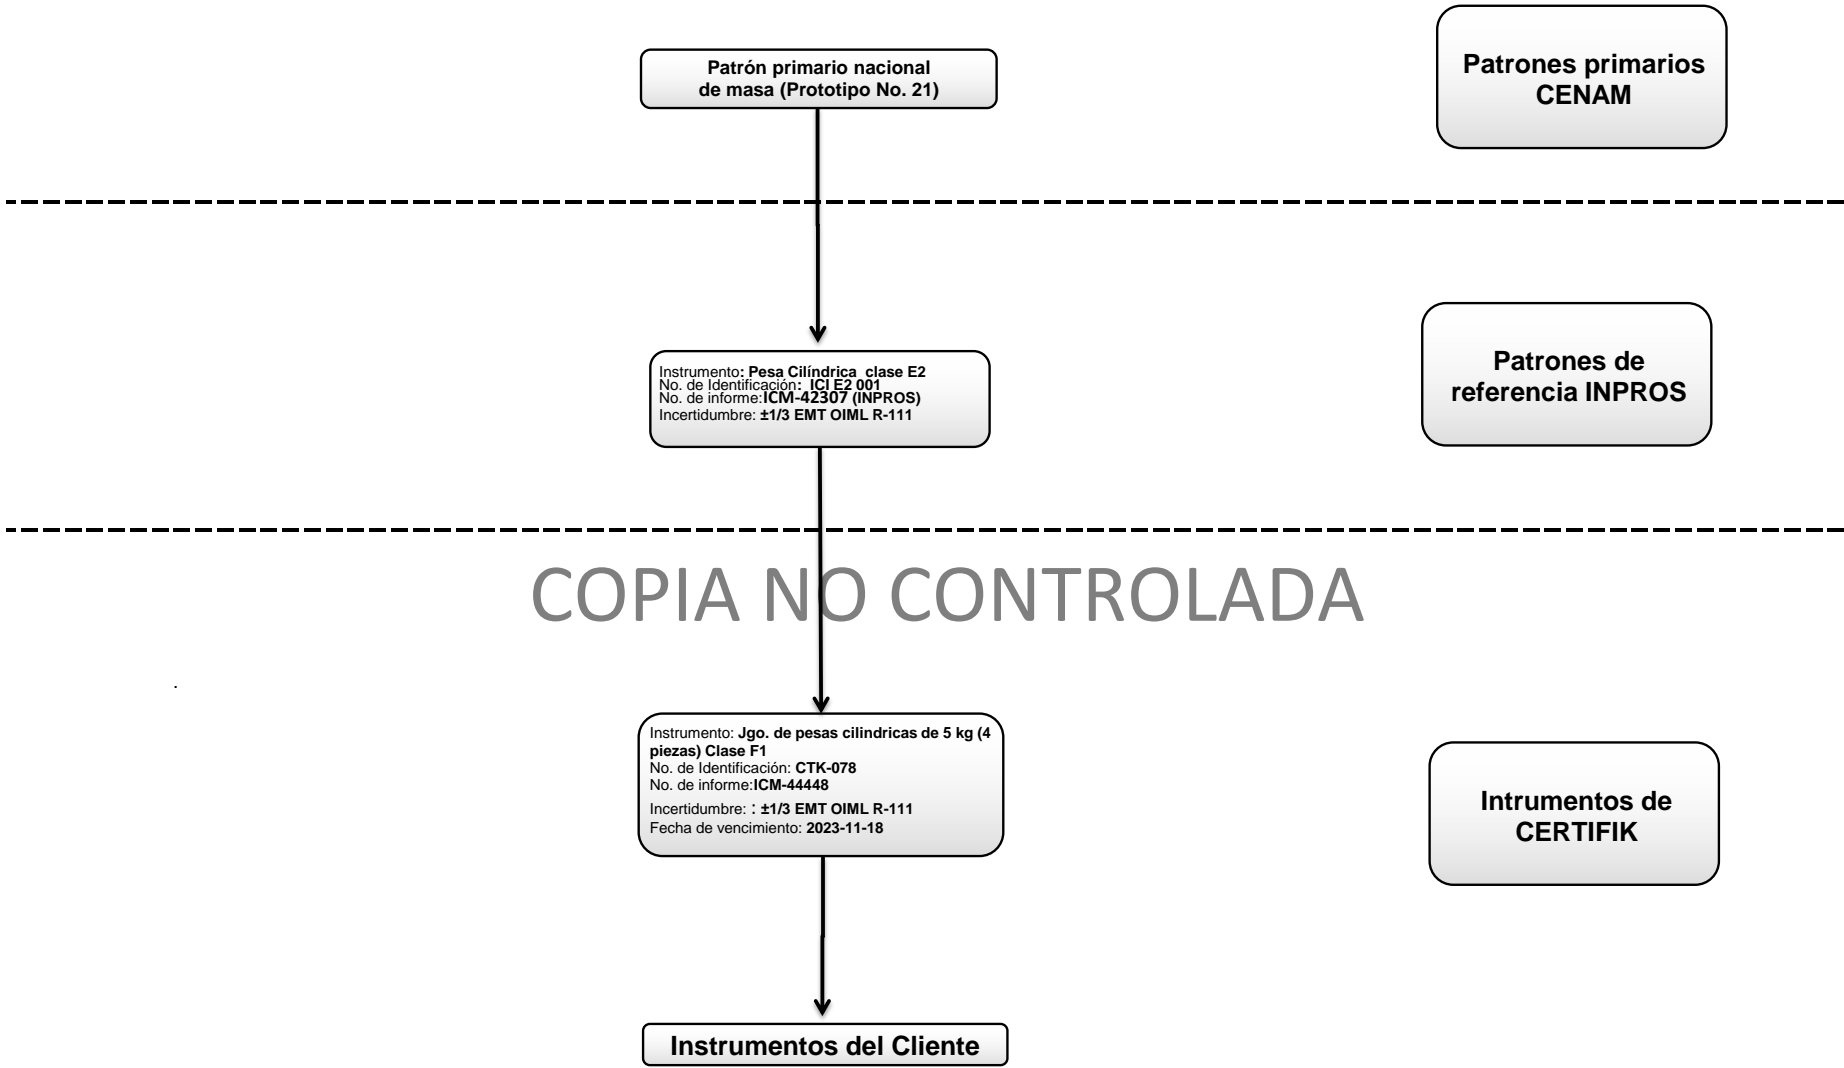 Patrón primario nacional
de masa (Prototipo No. 21)
Patrones primarios
CENAM
Instrumento: Pesa Cilíndrica clase E2
No. de Identificación: ICI E2 001
No. de informe:ICM-42307 (INPROS)
Incertidumbre: ±1/3 EMT OIML R-111
Patrones de
referencia INPROS
COPIA NO CONTROLADA
.
Instrumento: Jgo. de pesas cilindricas de 5 kg (4
piezas) Clase F1
No. de Identificación: CTK-078
No. de informe:ICM-44448
Incertidumbre: : ±1/3 EMT OIML R-111
Fecha de vencimiento: 2023-11-18
Intrumentos de
CERTIFIK
Instrumentos del Cliente